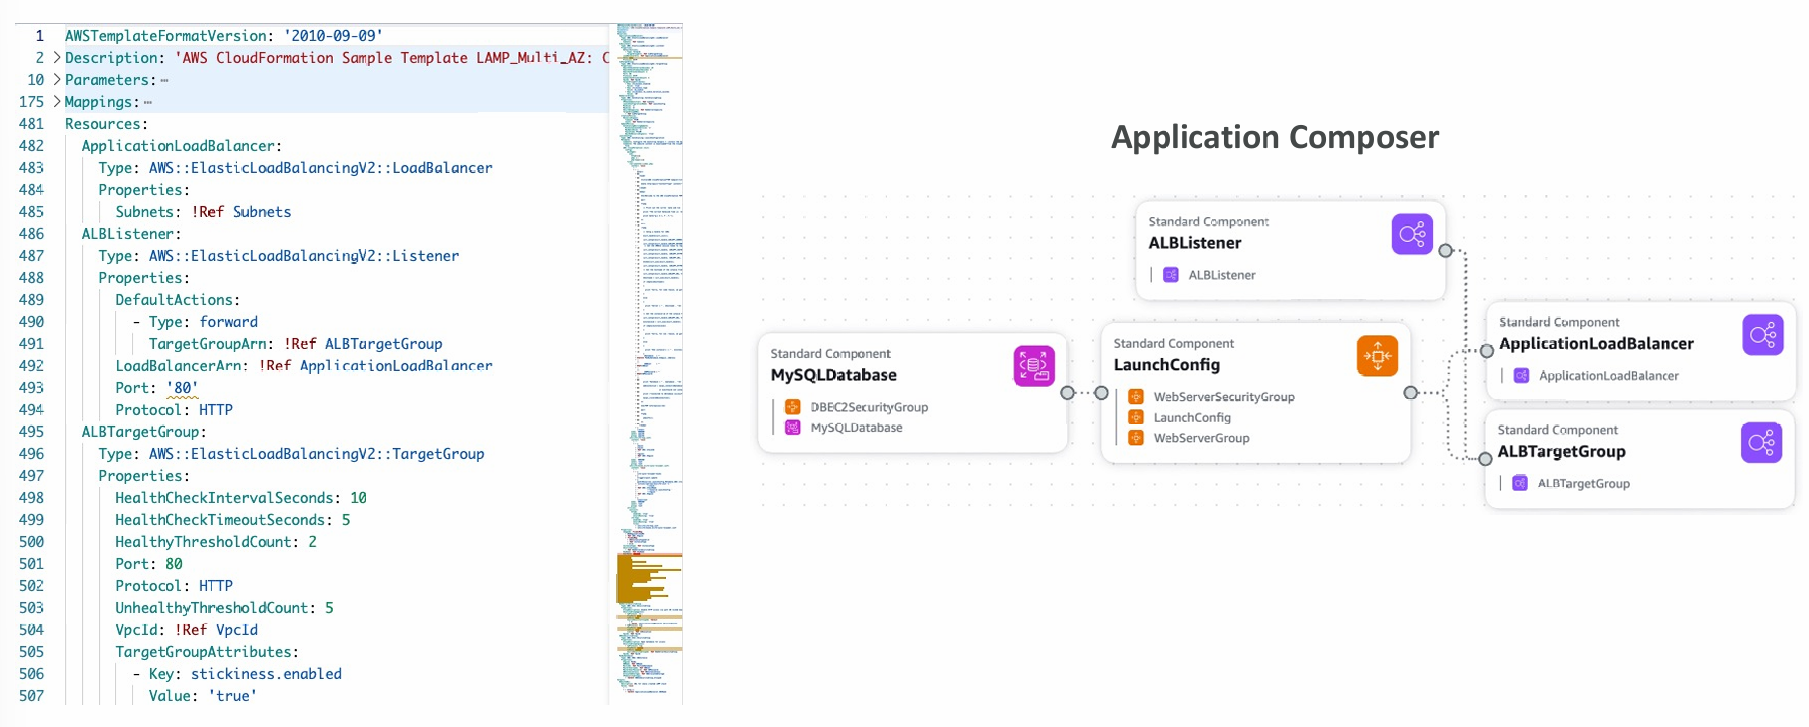 1 AWSTemplateFormatVersion: '2010-09-09'
2 > Description: 'AWS CloudFormation Sample Template LAMP_Multi_AZ: C
10 > Parameters:⋯
175 > Mappings:⋯
481 Resources:
482 ApplicationLoadBalancer:
483 Type: AWS::ElasticLoadBalancingV2::LoadBalancer
484 Properties:
485 Subnets: !Ref Subnets
486 ALBListener:
487 Type: AWS::ElasticLoadBalancingV2::Listener
488 Properties:
489 DefaultActions:
490 - Type: forward
491 TargetGroupArn: !Ref ALBTargetGroup
492 LoadBalancerArn: !Ref ApplicationLoadBalancer
493 Port: '80'
494 Protocol: HTTP
495 ALBTargetGroup:
496 Type: AWS::ElasticLoadBalancingV2::TargetGroup
497 Properties:
498 HealthCheckIntervalSeconds: 10
499 HealthCheckTimeoutSeconds: 5
500 HealthyThresholdCount: 2
501 Port: 80
502 Protocol: HTTP
503 UnhealthyThresholdCount: 5
504 VpcId: !Ref VpcId
505 TargetGroupAttributes:
506 - Key: stickiness.enabled
507 Value: 'true'
Application Composer
Standard Component
ALBListener
ALBListener
Standard Component
MySQLDatabase
DBEC2SecurityGroup
MySQLDatabase
Standard Component
LaunchConfig
WebServerSecurityGroup
LaunchConfig
WebServerGroup
Standard Component
ApplicationLoadBalancer
ApplicationLoadBalancer
Standard Component
ALBTargetGroup
ALBTargetGroup